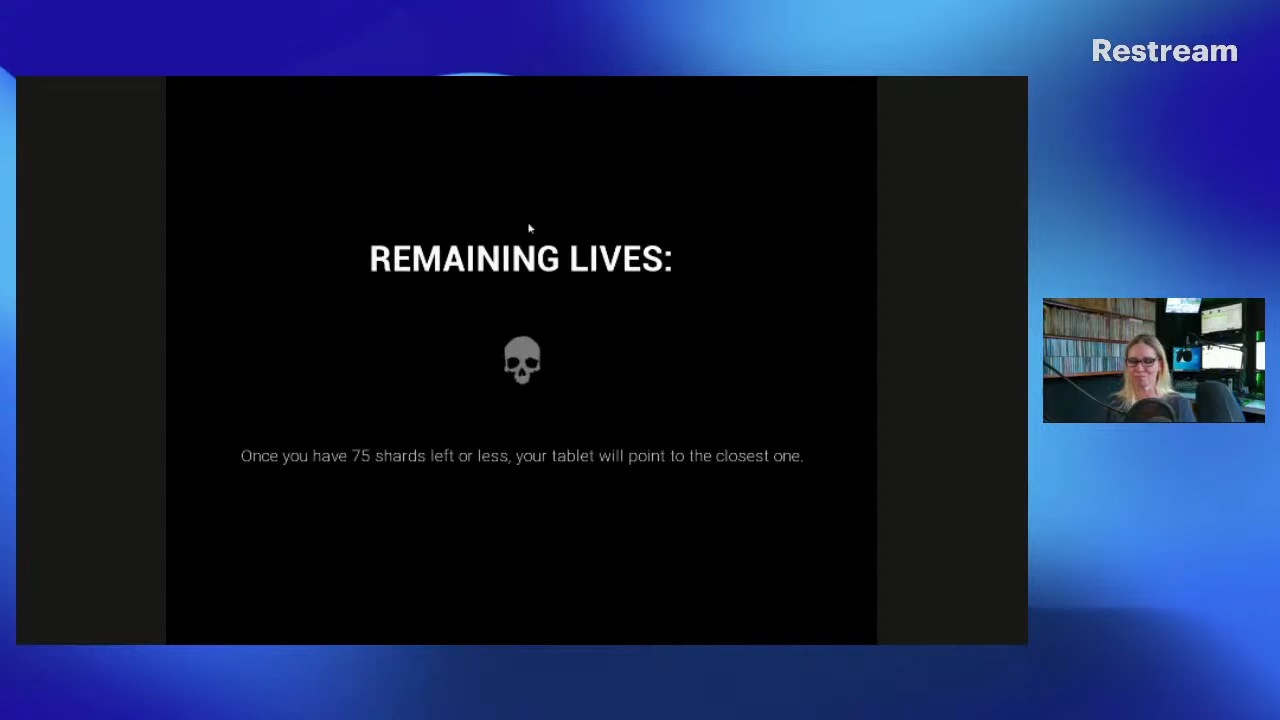 Restream
REMAINING LIVES:
Once you have 75 shards left or less, your tablet will point to the closest one.